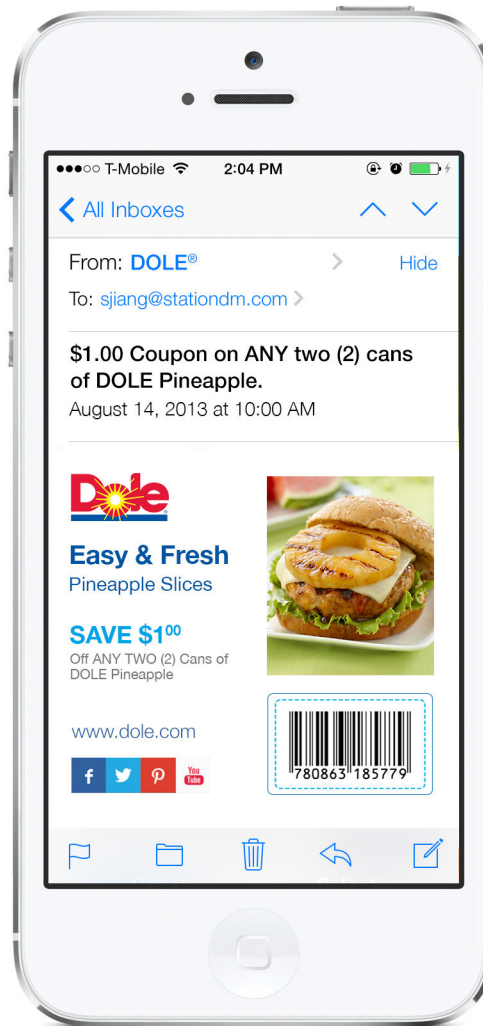 T-Mobile 2:04 PM
All Inboxes
From: DOLE® Hide
To: sjiang@stationdm.com
$1.00 Coupon on ANY two (2) cans
of DOLE Pineapple.
August 14, 2013 at 10:00 AM
Dole
Easy & Fresh
Pineapple Slices
SAVE $1⁰⁰
Off ANY TWO (2) Cans of
DOLE Pineapple
www.dole.com
f You Tube
780863 185779